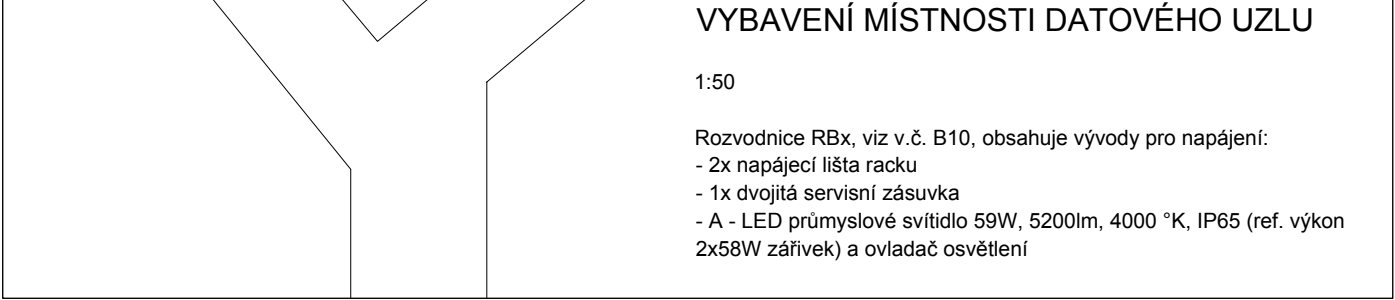 VYBAVENÍ MÍSTNOSTI DATOVÉHO UZLU
1:50
Rozvodnice RBx, viz v.č. B10, obsahuje vývody pro napájení:
- 2x napájecí lišta racku
- 1x dvojitá servisní zásuvka
- A - LED průmyslové svítidlo 59W, 5200lm, 4000 °K, IP65 (ref. výkon
2x58W zářivek) a ovladač osvětlení